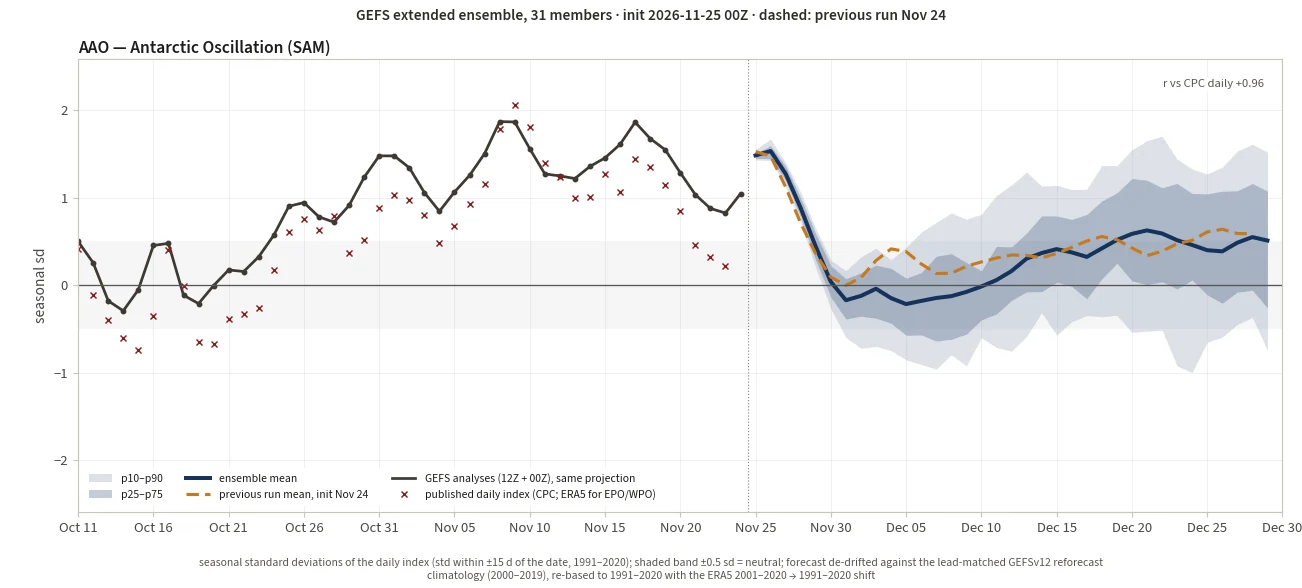 GEFS extended ensemble, 31 members · init 2026-11-25 00Z · dashed: previous run Nov 24
AAO — Antarctic Oscillation (SAM)
r vs CPC daily +0.96
seasonal sd
2
1
0
−1
−2
p10–p90
p25–p75
ensemble mean
previous run mean, init Nov 24
GEFS analyses (12Z + 00Z), same projection
published daily index (CPC; ERA5 for EPO/WPO)
Oct 11 Oct 16 Oct 21 Oct 26 Oct 31 Nov 05 Nov 10 Nov 15 Nov 20 Nov 25 Nov 30 Dec 05 Dec 10 Dec 15 Dec 20 Dec 25 Dec 30
seasonal standard deviations of the daily index (std within ±15 d of the date, 1991–2020); shaded band ±0.5 sd = neutral; forecast de-drifted against the lead-matched GEFSv12 reforecast
climatology (2000–2019), re-based to 1991–2020 with the ERA5 2001–2020 → 1991–2020 shift